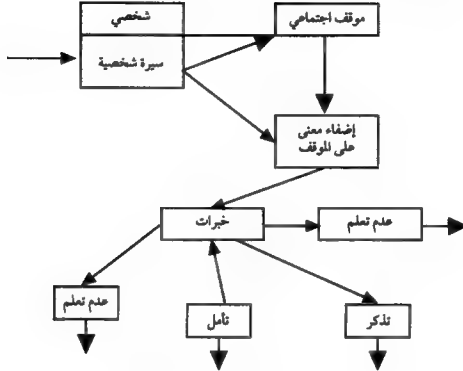 موقف اجتماعي
شخصي
سيرة شخصية
إضفاء معنى
على الموقف
خبرات
عدم تعلم
عدم تعلم
تأمل
تذكر